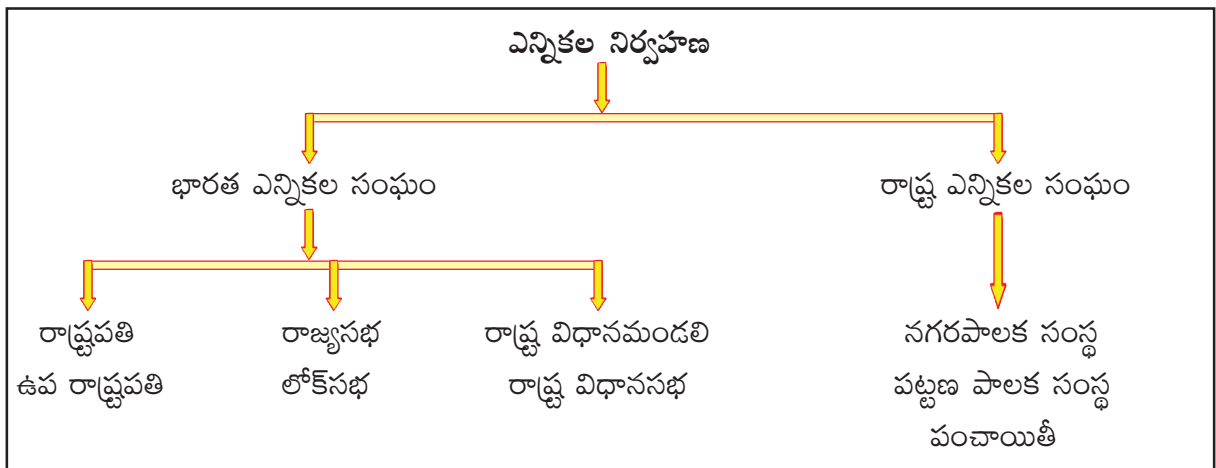 ఎన్నికల నిర్వహణ
భారత ఎన్నికల సంఘం
రాష్ట్ర ఎన్నికల సంఘం
రాష్ట్రపతి
ఉప రాష్ట్రపతి
రాజ్యసభ
లోక్‌సభ
రాష్ట్ర విధానమండలి
రాష్ట్ర విధానసభ
నగరపాలక సంస్థ
పట్టణ పాలక సంస్థ
పంచాయితీ